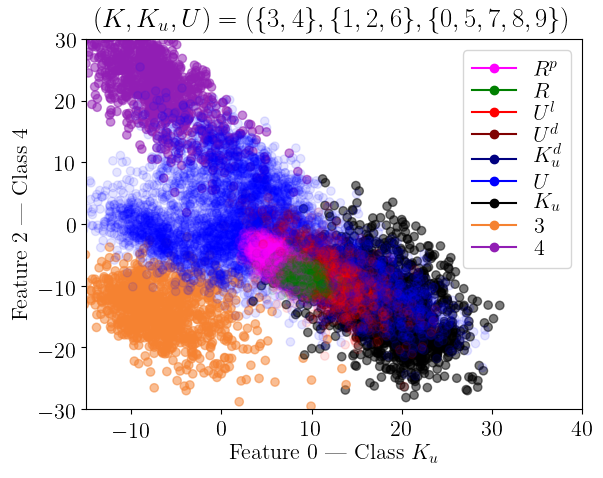 (K, K_u, U) = ({3, 4}, {1, 2, 6}, {0, 5, 7, 8, 9})
Feature 2 — Class 4
30
20
10
0
−10
−20
−30
−10
0
10
20
30
40
Feature 0 — Class K_u
R^p
R
U^l
U^d
K_u^d
U
K_u
3
4